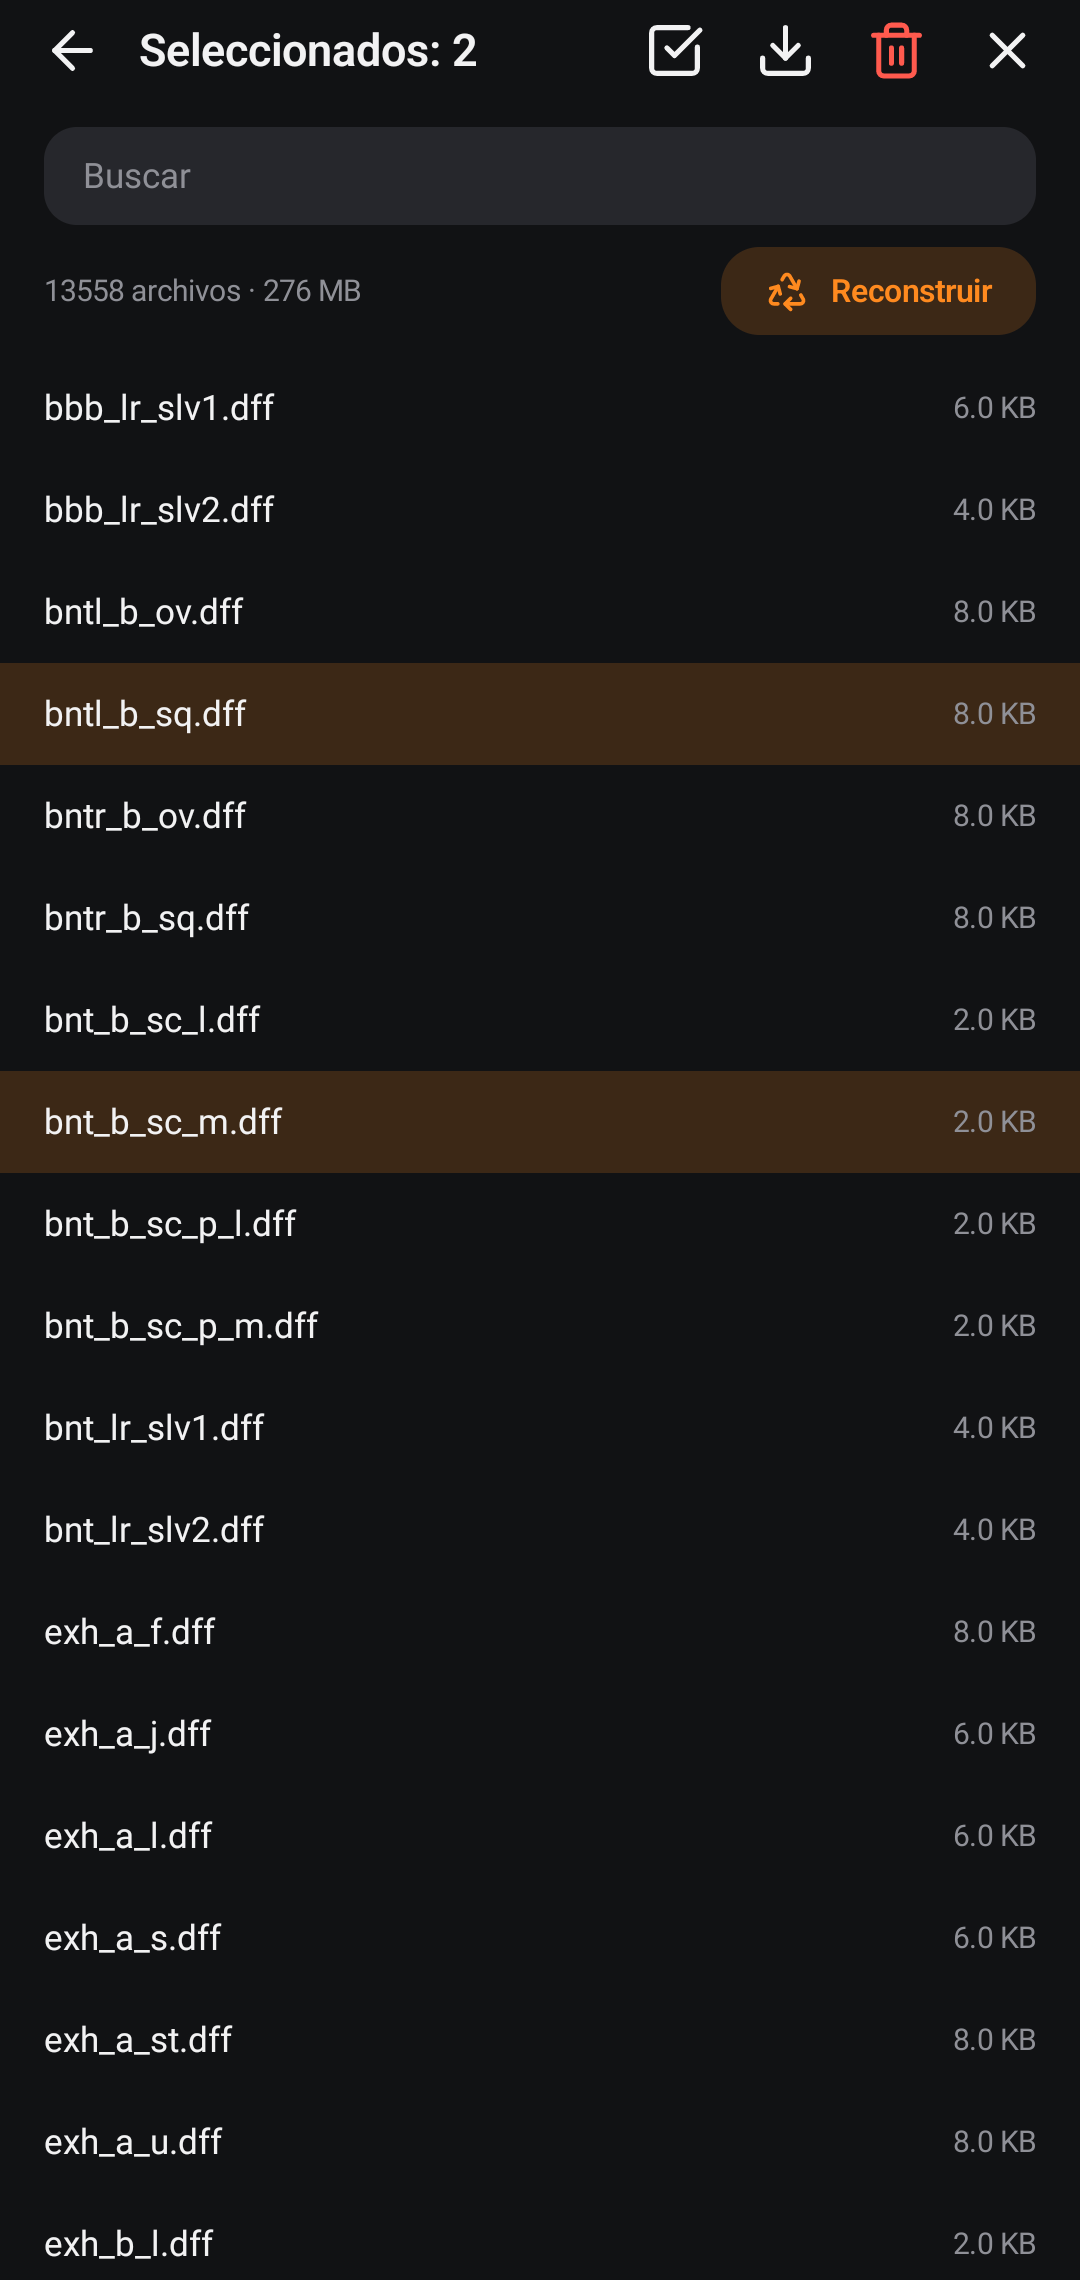 Seleccionados: 2
Buscar
13558 archivos · 276 MB
Reconstruir
bbb_lr_slv1.dff 6.0 KB
bbb_lr_slv2.dff 4.0 KB
bntl_b_ov.dff 8.0 KB
bntl_b_sq.dff 8.0 KB
bntr_b_ov.dff 8.0 KB
bntr_b_sq.dff 8.0 KB
bnt_b_sc_l.dff 2.0 KB
bnt_b_sc_m.dff 2.0 KB
bnt_b_sc_p_l.dff 2.0 KB
bnt_b_sc_p_m.dff 2.0 KB
bnt_lr_slv1.dff 4.0 KB
bnt_lr_slv2.dff 4.0 KB
exh_a_f.dff 8.0 KB
exh_a_j.dff 6.0 KB
exh_a_l.dff 6.0 KB
exh_a_s.dff 6.0 KB
exh_a_st.dff 8.0 KB
exh_a_u.dff 8.0 KB
exh_b_l.dff 2.0 KB